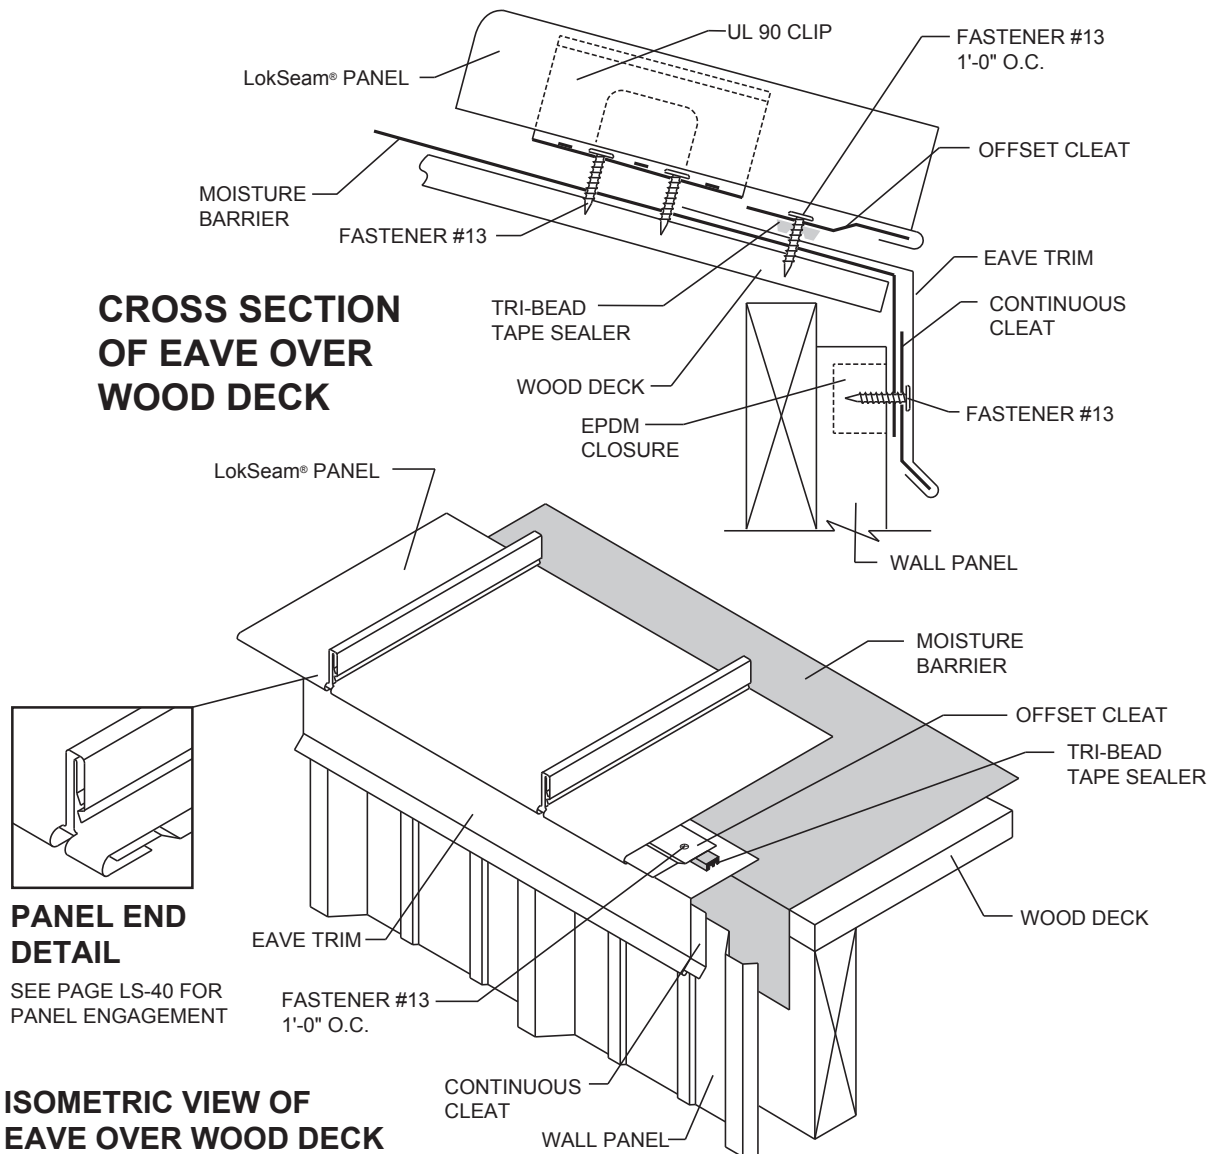 UL 90 CLIP
FASTENER #13
1'-0" O.C.
LokSeam® PANEL
OFFSET CLEAT
MOISTURE
BARRIER
FASTENER #13
EAVE TRIM
CROSS SECTION
OF EAVE OVER
WOOD DECK
TRI-BEAD
TAPE SEALER
CONTINUOUS
CLEAT
WOOD DECK
EPDM
CLOSURE
FASTENER #13
LokSeam® PANEL
WALL PANEL
MOISTURE
BARRIER
OFFSET CLEAT
TRI-BEAD
TAPE SEALER
PANEL END
DETAIL
SEE PAGE LS-40 FOR
PANEL ENGAGEMENT
EAVE TRIM
WOOD DECK
FASTENER #13
1'-0" O.C.
CONTINUOUS
CLEAT
WALL PANEL
ISOMETRIC VIEW OF
EAVE OVER WOOD DECK